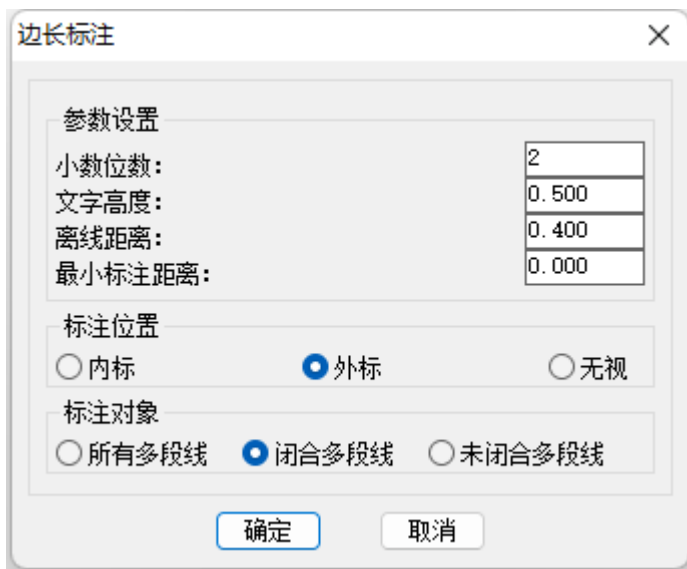 边长标注
参数设置
小数位数: 2
文字高度: 0.500
离线距离: 0.400
最小标注距离: 0.000
标注位置
内标 外标 无视
标注对象
所有多段线 闭合多段线 未闭合多段线
确定 取消